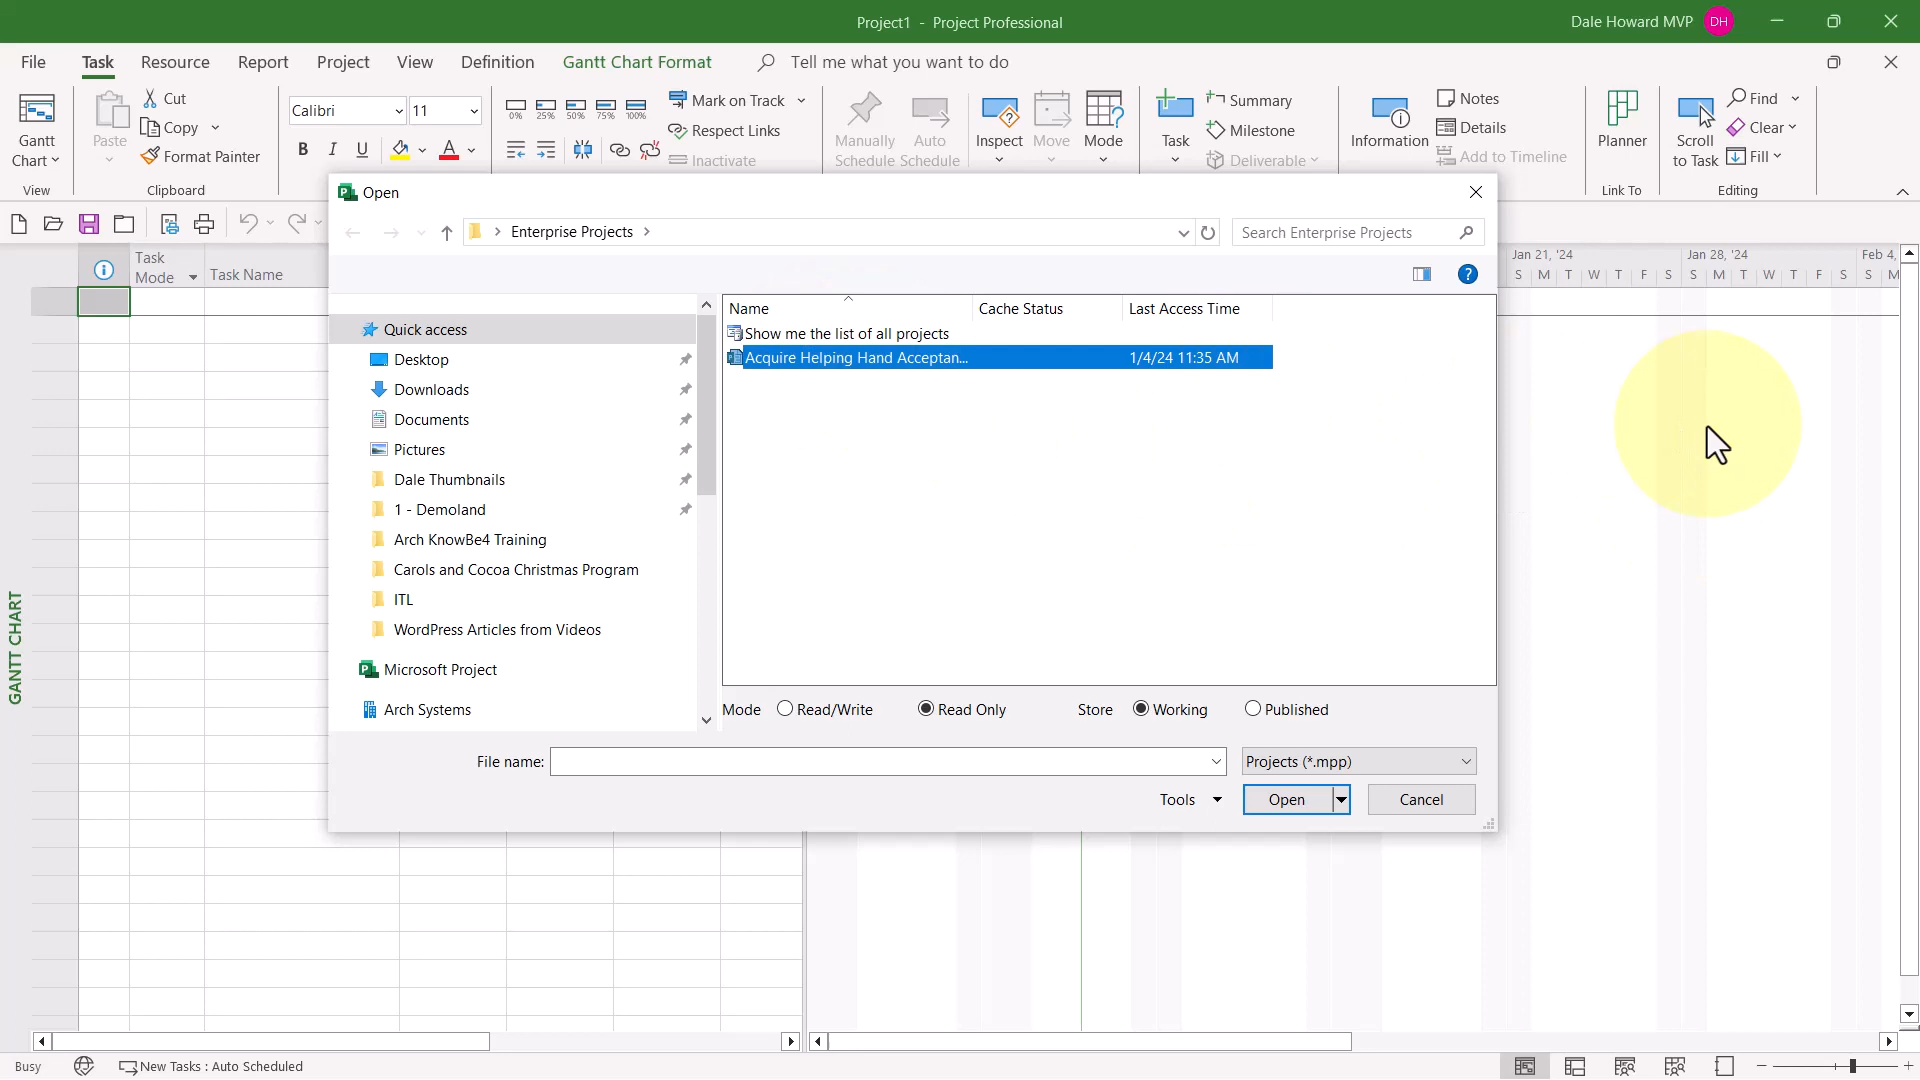 Project1 - Project Professional
Dale Howard MVP DH
File Task Resource Report Project View Definition Gantt Chart Format Tell me what you want to do
Gantt Chart
View
Paste
Cut
Copy
Format Painter
Clipboard
Calibri 11
B I U A
0% 25% 50% 75% 100%
Mark on Track
Respect Links
Inactivate
Manually Schedule
Auto Schedule
Inspect
Move
Mode
Task
Summary
Milestone
Deliverable
Information
Notes
Details
Add to Timeline
Planner
Link To
Scroll to Task
Find
Clear
Fill
Editing
Task Mode
Task Name
Jan 21, '24 Jan 28, '24 Feb 4,
S M T W T F S S M T W T F S S M
GANTT CHART
Open
Enterprise Projects
Search Enterprise Projects
Quick access
Desktop
Downloads
Documents
Pictures
Dale Thumbnails
1 - Demoland
Arch KnowBe4 Training
Carols and Cocoa Christmas Program
ITL
WordPress Articles from Videos
Microsoft Project
Arch Systems
Name Cache Status Last Access Time
Show me the list of all projects
Acquire Helping Hand Acceptan... 1/4/24 11:35 AM
Mode Read/Write Read Only Store Working Published
File name: Projects (*.mpp)
Tools Open Cancel
Busy New Tasks : Auto Scheduled